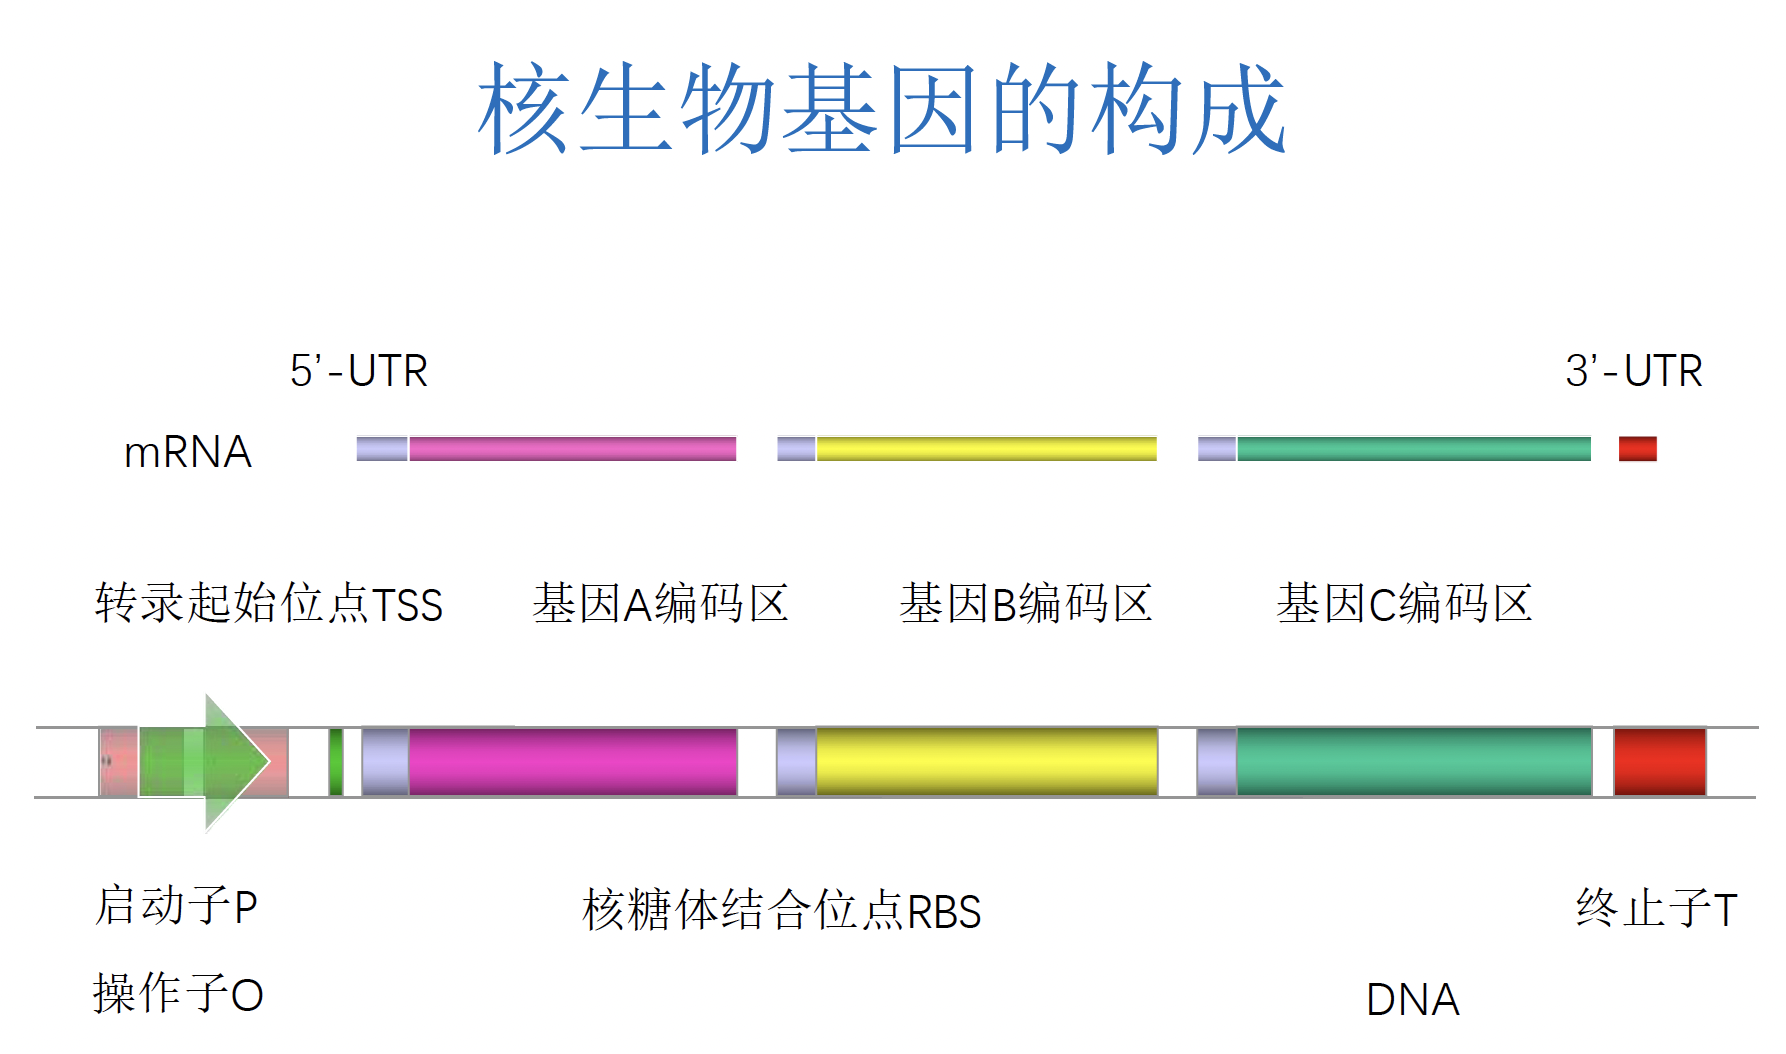 核生物基因的构成
5’-UTR
3’-UTR
mRNA
转录起始位点TSS
基因A编码区
基因B编码区
基因C编码区
启动子P
核糖体结合位点RBS
终止子T
操作子O
DNA